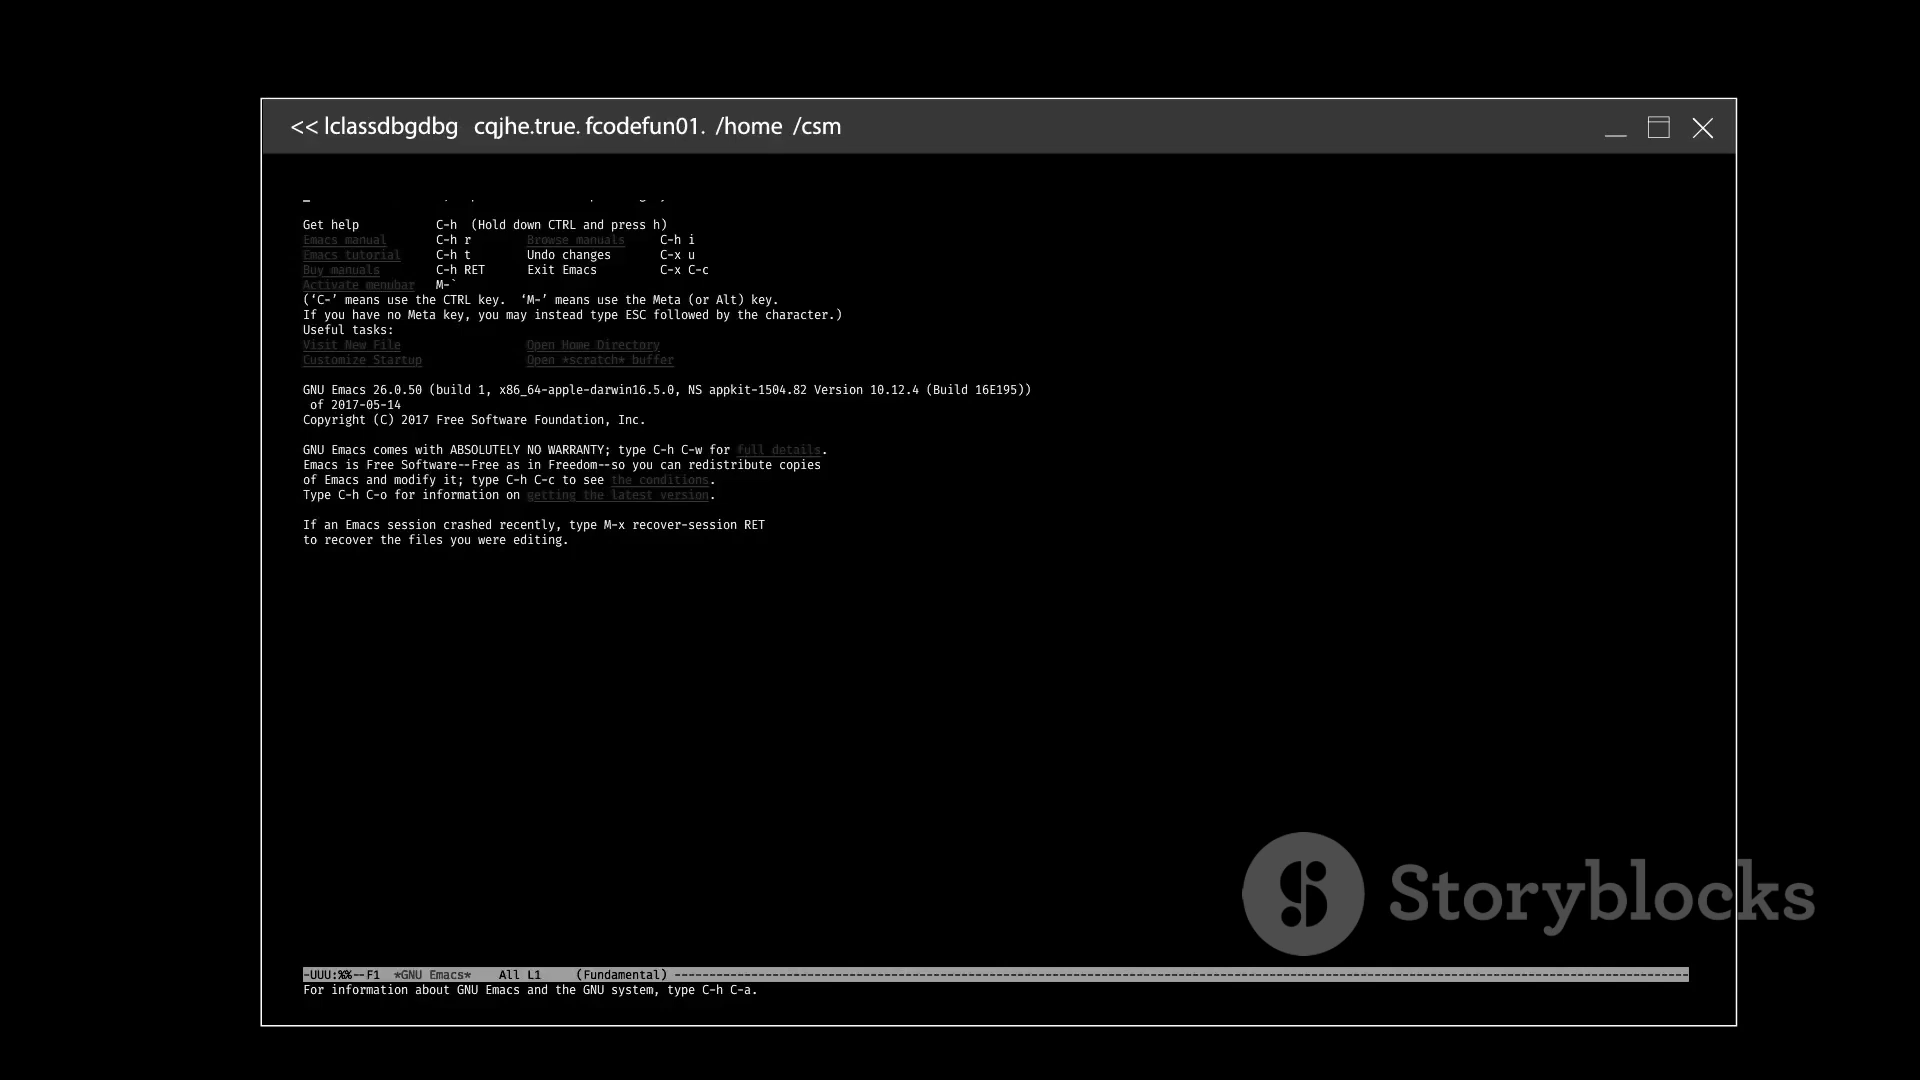 << lclassdbgdbg cqjhe.true. fcodefun01. /home /csm
Get help C-h (Hold down CTRL and press h)
Emacs manual C-h r Browse manuals C-h i
Emacs tutorial C-h t Undo changes C-x u
Buy manuals C-h RET Exit Emacs C-x C-c
Activate menubar M-`
(‘C-’ means use the CTRL key. ‘M-’ means use the Meta (or Alt) key.
If you have no Meta key, you may instead type ESC followed by the character.)
Useful tasks:
Visit New File Open Home Directory
Customize Startup Open *scratch* buffer
GNU Emacs 26.0.50 (build 1, x86_64-apple-darwin16.5.0, NS appkit-1504.82 Version 10.12.4 (Build 16E195))
of 2017-05-14
Copyright (C) 2017 Free Software Foundation, Inc.
GNU Emacs comes with ABSOLUTELY NO WARRANTY; type C-h C-w for full details.
Emacs is Free Software--Free as in Freedom--so you can redistribute copies
of Emacs and modify it; type C-h C-c to see the conditions.
Type C-h C-o for information on getting the latest version.
If an Emacs session crashed recently, type M-x recover-session RET
to recover the files you were editing.
Storyblocks
-UUU:%%--F1 *GNU Emacs* All L1 (Fundamental) ----------------------------------------------------------------------------------------------------------------------------------------------------
For information about GNU Emacs and the GNU system, type C-h C-a.